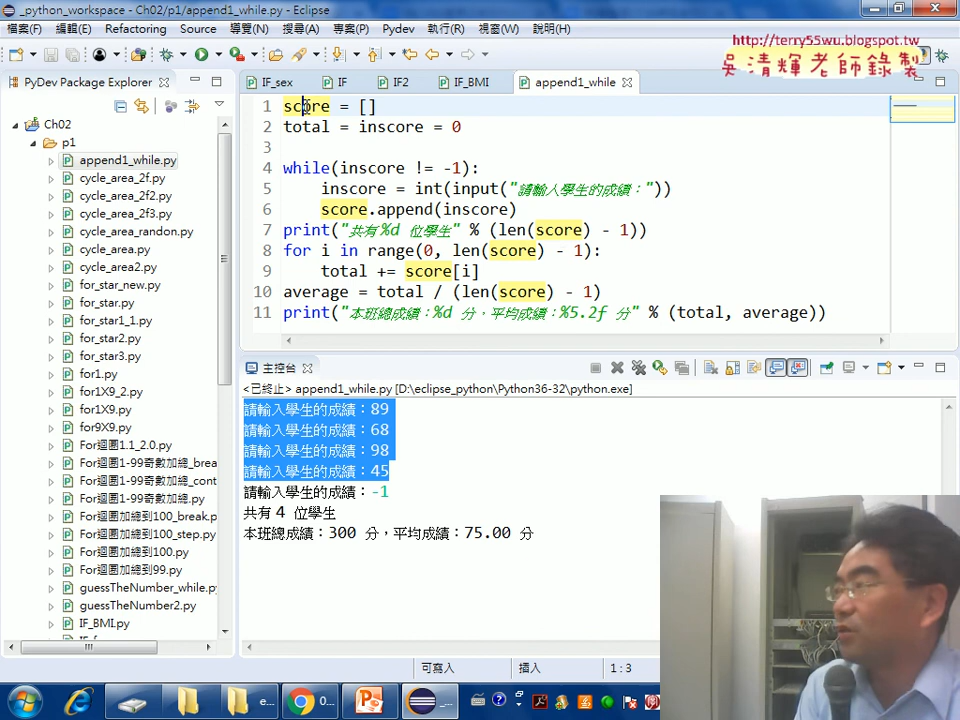 _python_workspace - Ch02/p1/append1_while.py - Eclipse
檔案(F) 編輯(E) Refactoring Source 導覽(N) 搜尋(A) 專案(P) Pydev 執行(R) 視窗(W) 說明(H)
http://terry55wu.blogspot.tw
吳清輝老師錄製
PyDev Package Explorer
IF_sex IF IF2 IF_BMI append1_while
Ch02
p1
append1_while.py
cycle_area_2f.py
cycle_area_2f2.py
cycle_area_2f3.py
cycle_area_randon.py
cycle_area.py
cycle_area2.py
for_star_new.py
for_star.py
for_star1_1.py
for_star2.py
for_star3.py
for1.py
for1X9_2.py
for1X9.py
for9X9.py
For迴圈1.1_2.0.py
For迴圈1-99奇數加總_brea
For迴圈1-99奇數加總_cont
For迴圈1-99奇數加總.py
For迴圈加總到100_break.p
For迴圈加總到100_step.py
For迴圈加總到100.py
For迴圈加總到99.py
guessTheNumber_while.py
guessTheNumber2.py
IF_BMI.py
1 score = []
2 total = inscore = 0
3
4 while(inscore != -1):
5 inscore = int(input("請輸入學生的成績："))
6 score.append(inscore)
7 print("共有%d 位學生" % (len(score) - 1))
8 for i in range(0, len(score) - 1):
9 total += score[i]
10 average = total / (len(score) - 1)
11 print("本班總成績：%d 分，平均成績：%5.2f 分" % (total, average))
主控台
<已終止> append1_while.py [D:\eclipse_python\Python36-32\python.exe]
請輸入學生的成績：89
請輸入學生的成績：68
請輸入學生的成績：98
請輸入學生的成績：45
請輸入學生的成績：-1
共有 4 位學生
本班總成績：300 分，平均成績：75.00 分
可寫入 插入 1:3
e... 0...